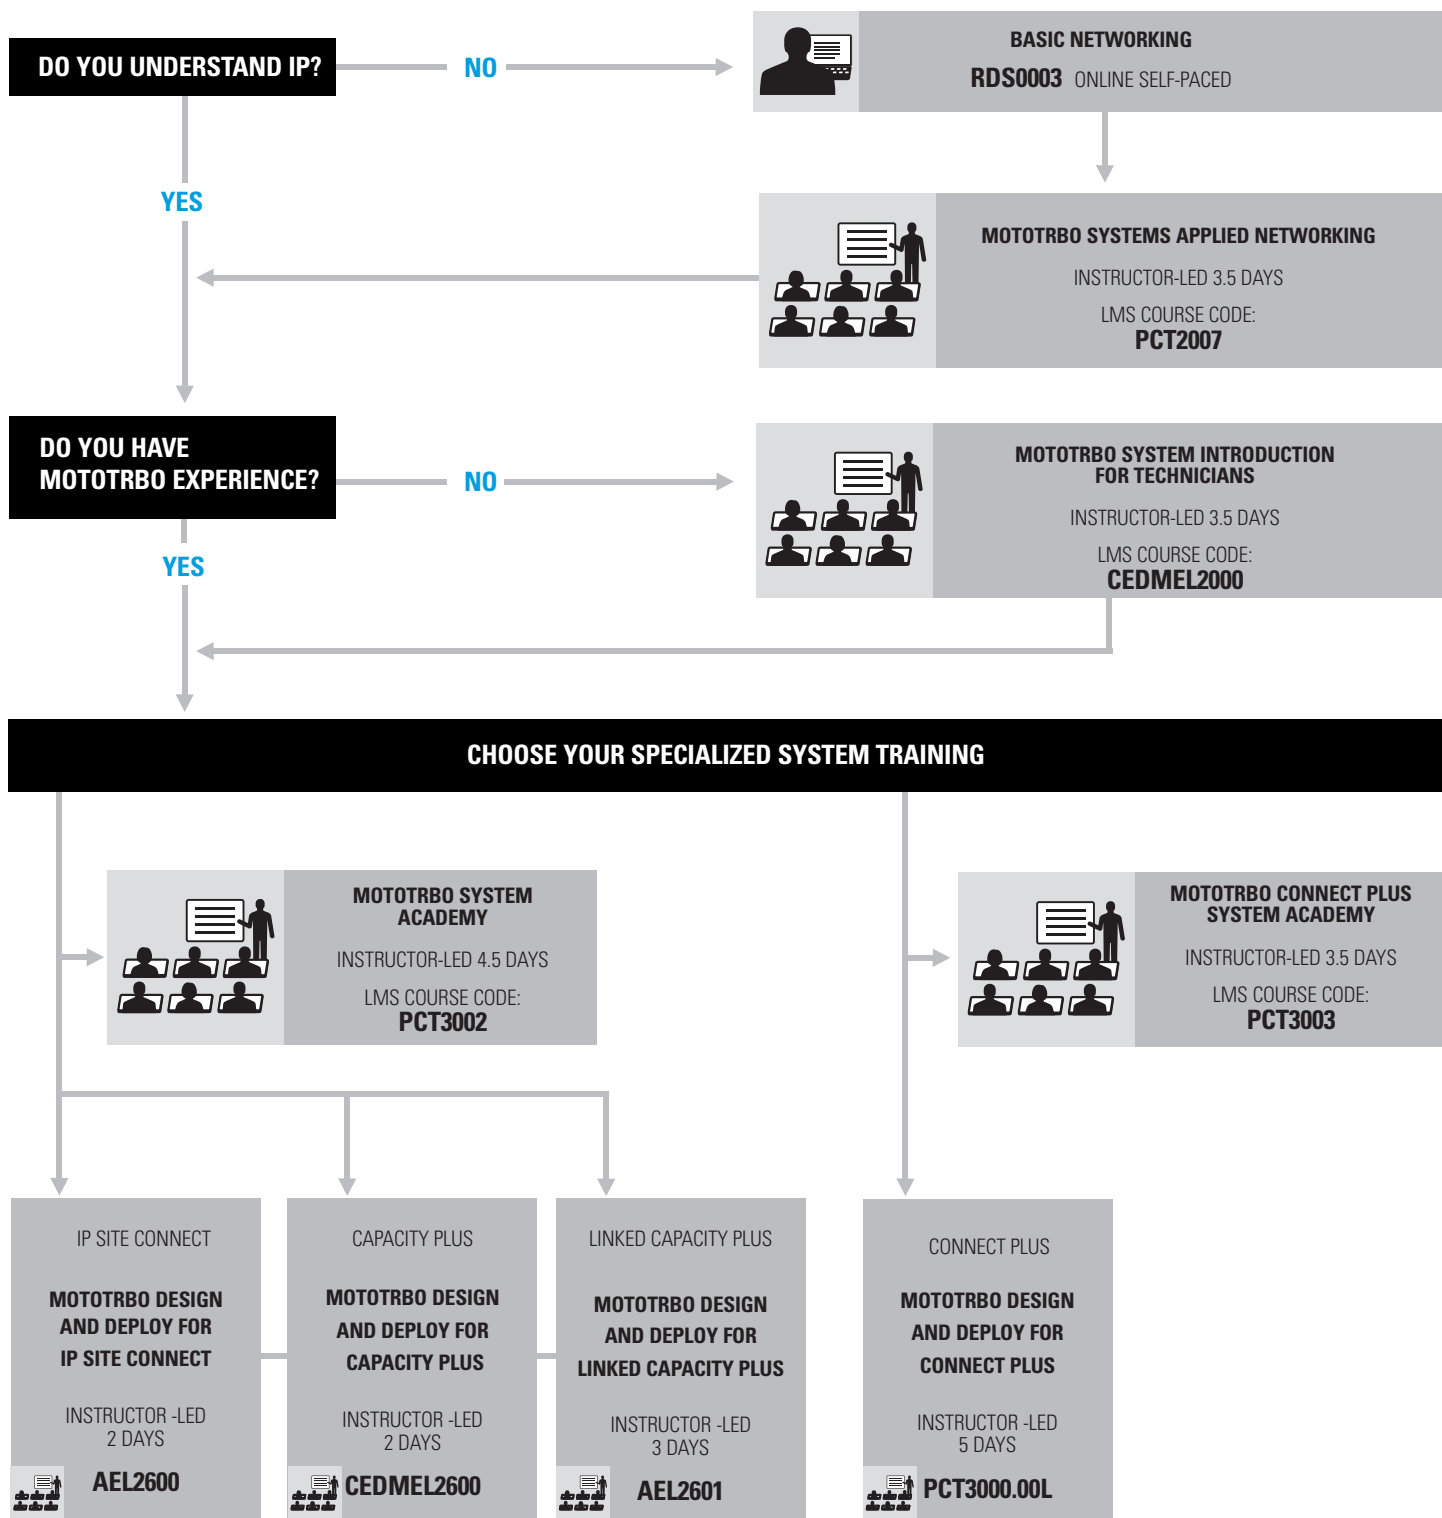 DO YOU UNDERSTAND IP?
NO
BASIC NETWORKING
RDS0003 ONLINE SELF-PACED
YES
MOTOTRBO SYSTEMS APPLIED NETWORKING
INSTRUCTOR-LED 3.5 DAYS
LMS COURSE CODE:
PCT2007
DO YOU HAVE
MOTOTRBO EXPERIENCE?
NO
MOTOTRBO SYSTEM INTRODUCTION
FOR TECHNICIANS
INSTRUCTOR-LED 3.5 DAYS
LMS COURSE CODE:
CEDMEL2000
YES
CHOOSE YOUR SPECIALIZED SYSTEM TRAINING
MOTOTRBO SYSTEM
ACADEMY
INSTRUCTOR-LED 4.5 DAYS
LMS COURSE CODE:
PCT3002
MOTOTRBO CONNECT PLUS
SYSTEM ACADEMY
INSTRUCTOR-LED 3.5 DAYS
LMS COURSE CODE:
PCT3003
IP SITE CONNECT
MOTOTRBO DESIGN
AND DEPLOY FOR
IP SITE CONNECT
INSTRUCTOR -LED
2 DAYS
AEL2600
CAPACITY PLUS
MOTOTRBO DESIGN
AND DEPLOY FOR
CAPACITY PLUS
INSTRUCTOR -LED
2 DAYS
CEDMEL2600
LINKED CAPACITY PLUS
MOTOTRBO DESIGN
AND DEPLOY FOR
LINKED CAPACITY PLUS
INSTRUCTOR -LED
3 DAYS
AEL2601
CONNECT PLUS
MOTOTRBO DESIGN
AND DEPLOY FOR
CONNECT PLUS
INSTRUCTOR -LED
5 DAYS
PCT3000.00L